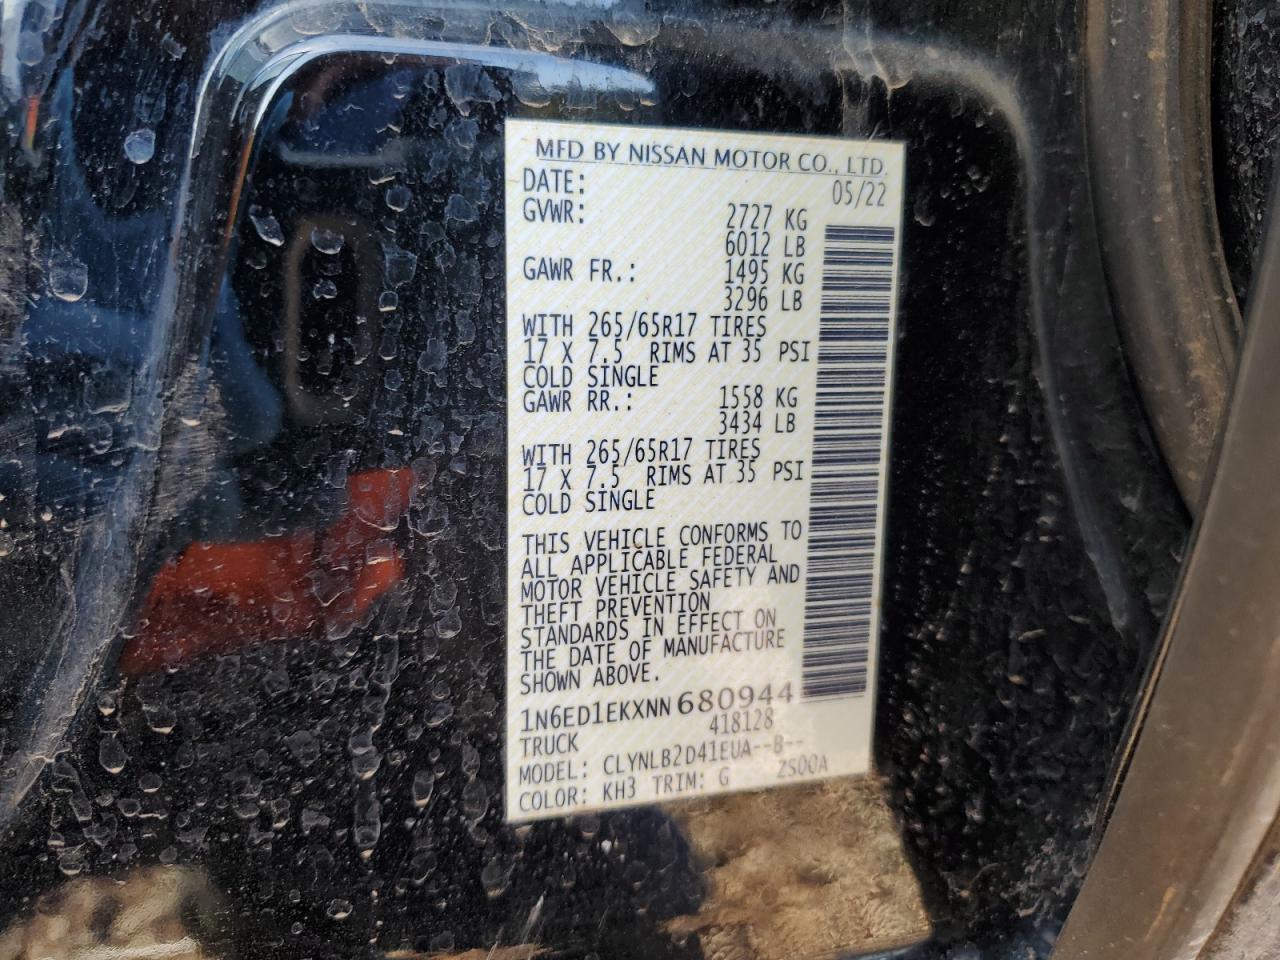 MFD BY NISSAN MOTOR CO., LTD.
DATE: 05/22
GVWR: 2727 KG
6012 LB
GAWR FR.: 1495 KG
3296 LB
WITH 265/65R17 TIRES
17 X 7.5 RIMS AT 35 PSI
COLD SINGLE
GAWR RR.: 1558 KG
3434 LB
WITH 265/65R17 TIRES
17 X 7.5 RIMS AT 35 PSI
COLD SINGLE
THIS VEHICLE CONFORMS TO
ALL APPLICABLE FEDERAL
MOTOR VEHICLE SAFETY AND
THEFT PREVENTION
STANDARDS IN EFFECT ON
THE DATE OF MANUFACTURE
SHOWN ABOVE.
1N6ED1EKXNN680944
TRUCK 418128
MODEL: CLYNLB2D41EUA--B--
COLOR: KH3 TRIM: G ZS00A